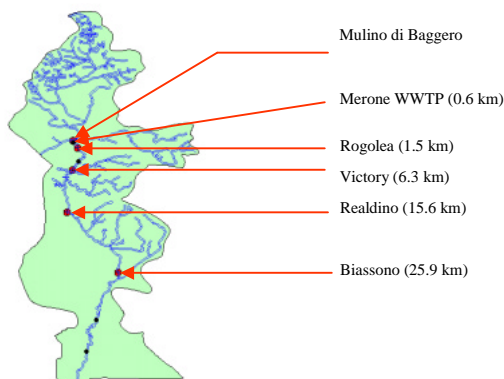 Mulino di Baggero
Merone WWTP (0.6 km)
Rogolea (1.5 km)
Victory (6.3 km)
Realdino (15.6 km)
Biassono (25.9 km)